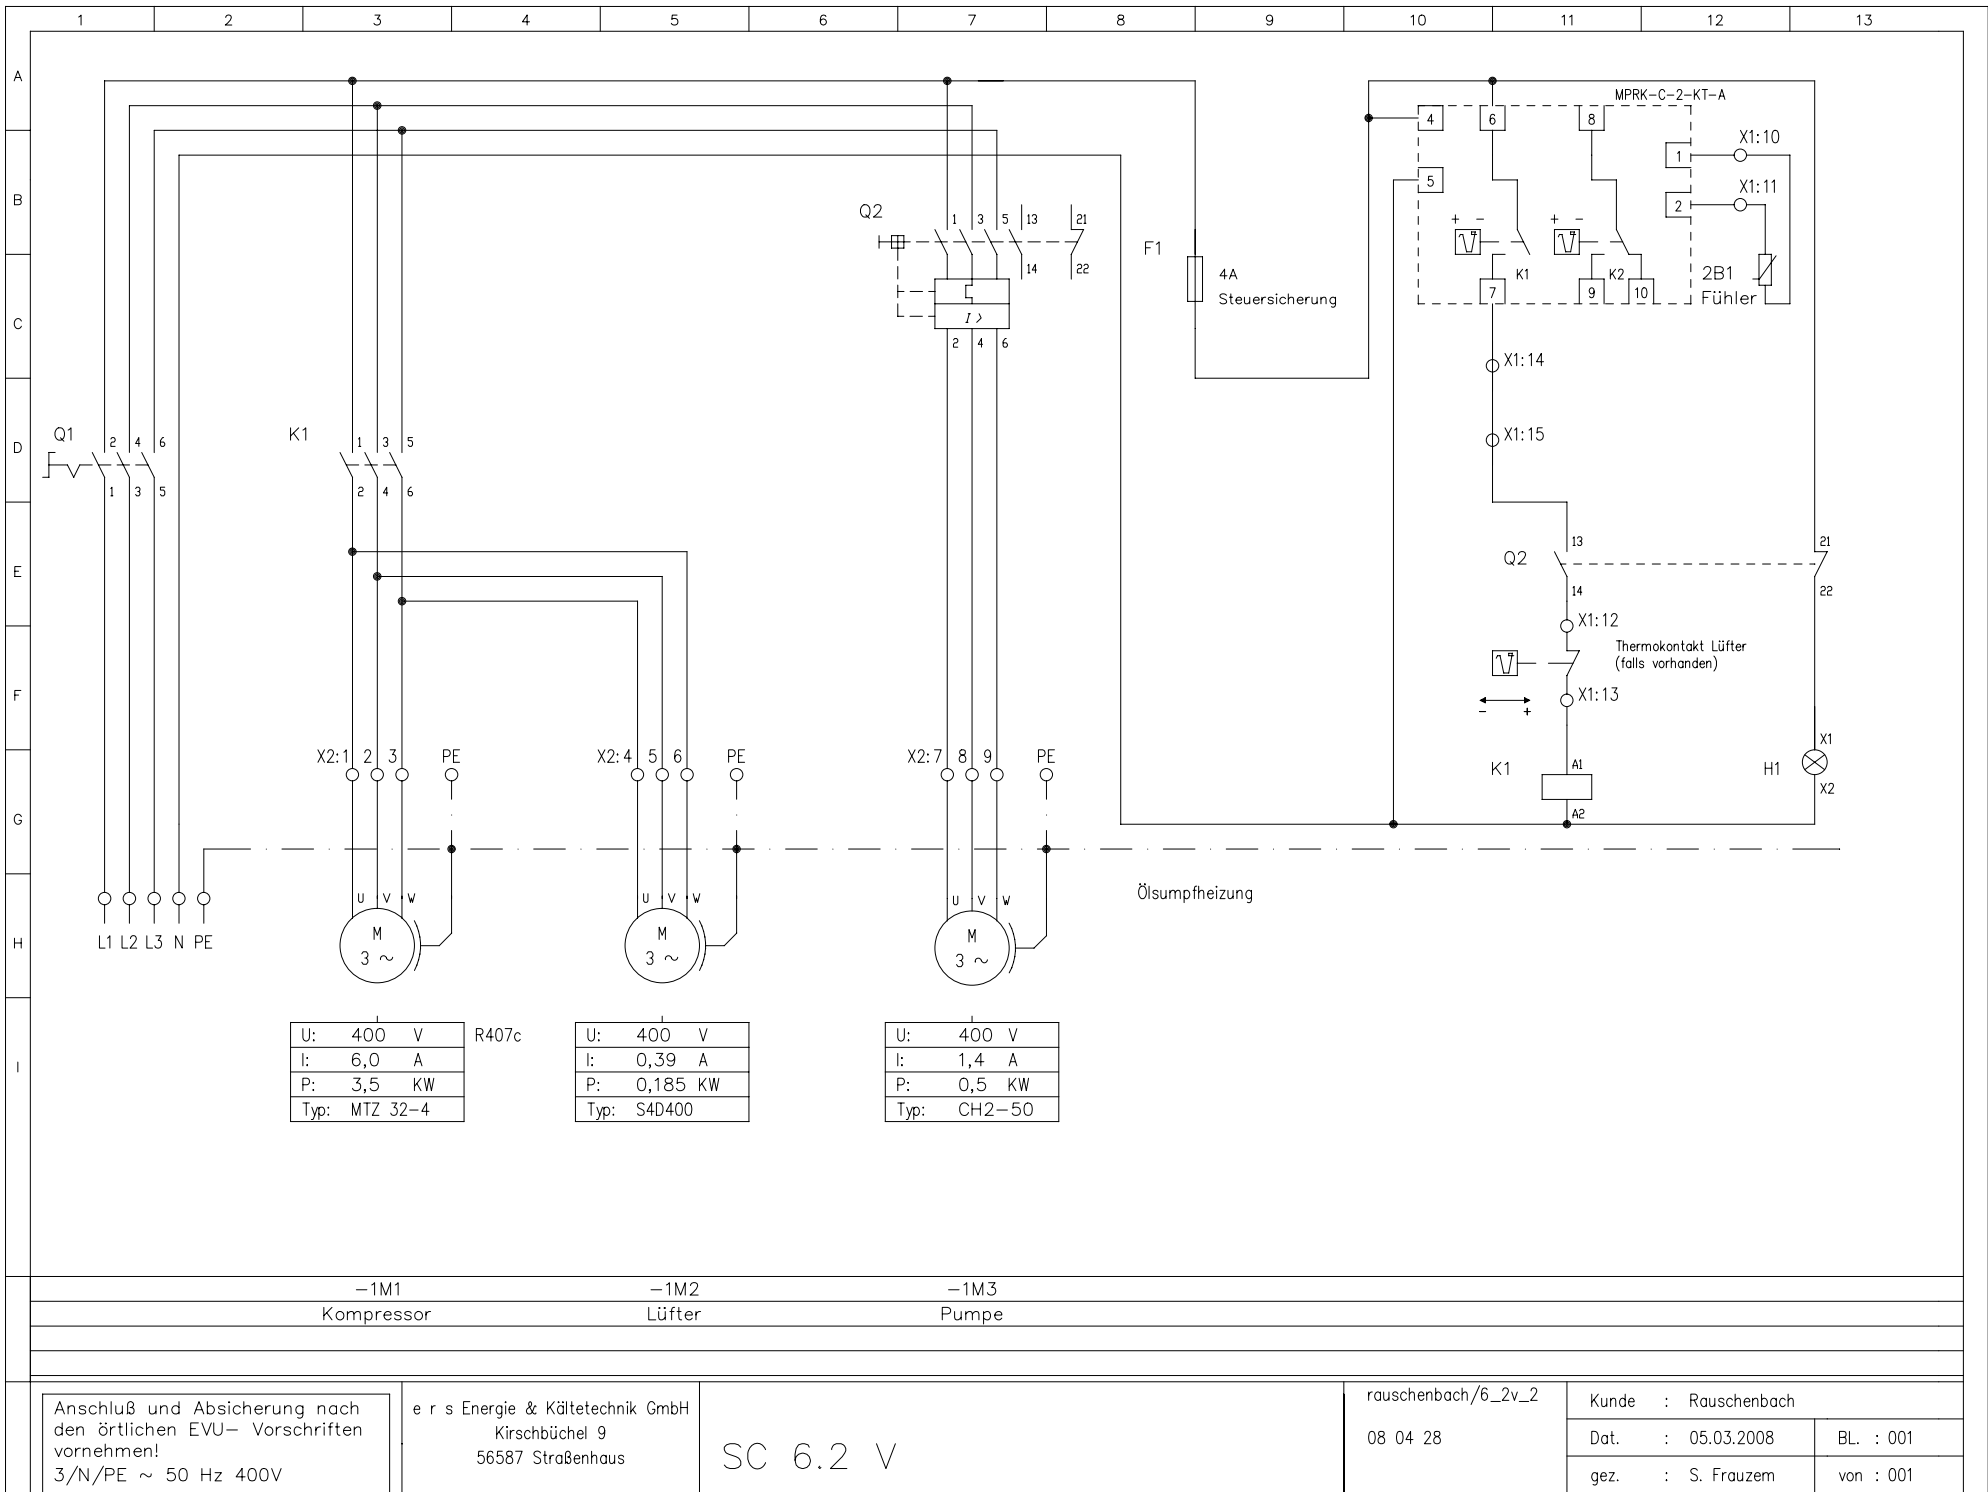 1 2 3 4 5 6 7 8 9 10 11 12 13
A
MPRK-C-2-KT-A
4 6 8
X1:10
1
5
X1:11
B
2
Q2
1 3 5 13 21
+ - + -
F1
14 22
4A
K1 K2
2B1
Steuersicherung
7 9 10
Fühler
C
I >
2 4 6
X1:14
D
Q1
2 4 6
K1
1 3 5
X1:15
1 3 5
2 4 6
13 21
Q2
E
14 22
X1:12
Thermokontakt Lüfter
(falls vorhanden)
F
X1:13
- +
X1
X2:1 2 3 PE
X2:4 5 6 PE
X2:7 8 9 PE
K1
A1
H1
X2
G
A2
Ölsumpfheizung
U V W
U V W
U V W
H
L1 L2 L3 N PE
M
3 ~
M
3 ~
M
3 ~
I
U: 400 V
I: 6,0 A
P: 3,5 KW
Typ: MTZ 32-4
R407c
U: 400 V
I: 0,39 A
P: 0,185 KW
Typ: S4D400
U: 400 V
I: 1,4 A
P: 0,5 KW
Typ: CH2-50
-1M1 -1M2 -1M3
Kompressor Lüfter Pumpe
Anschluß und Absicherung nach
den örtlichen EVU- Vorschriften
vornehmen!
3/N/PE ~ 50 Hz 400V
e r s Energie & Kältetechnik GmbH
Kirschbüchel 9
56587 Straßenhaus
SC 6.2 V
rauschenbach/6_2v_2
08 04 28
Kunde : Rauschenbach
Dat. : 05.03.2008 BL. : 001
gez. : S. Frauzem von : 001